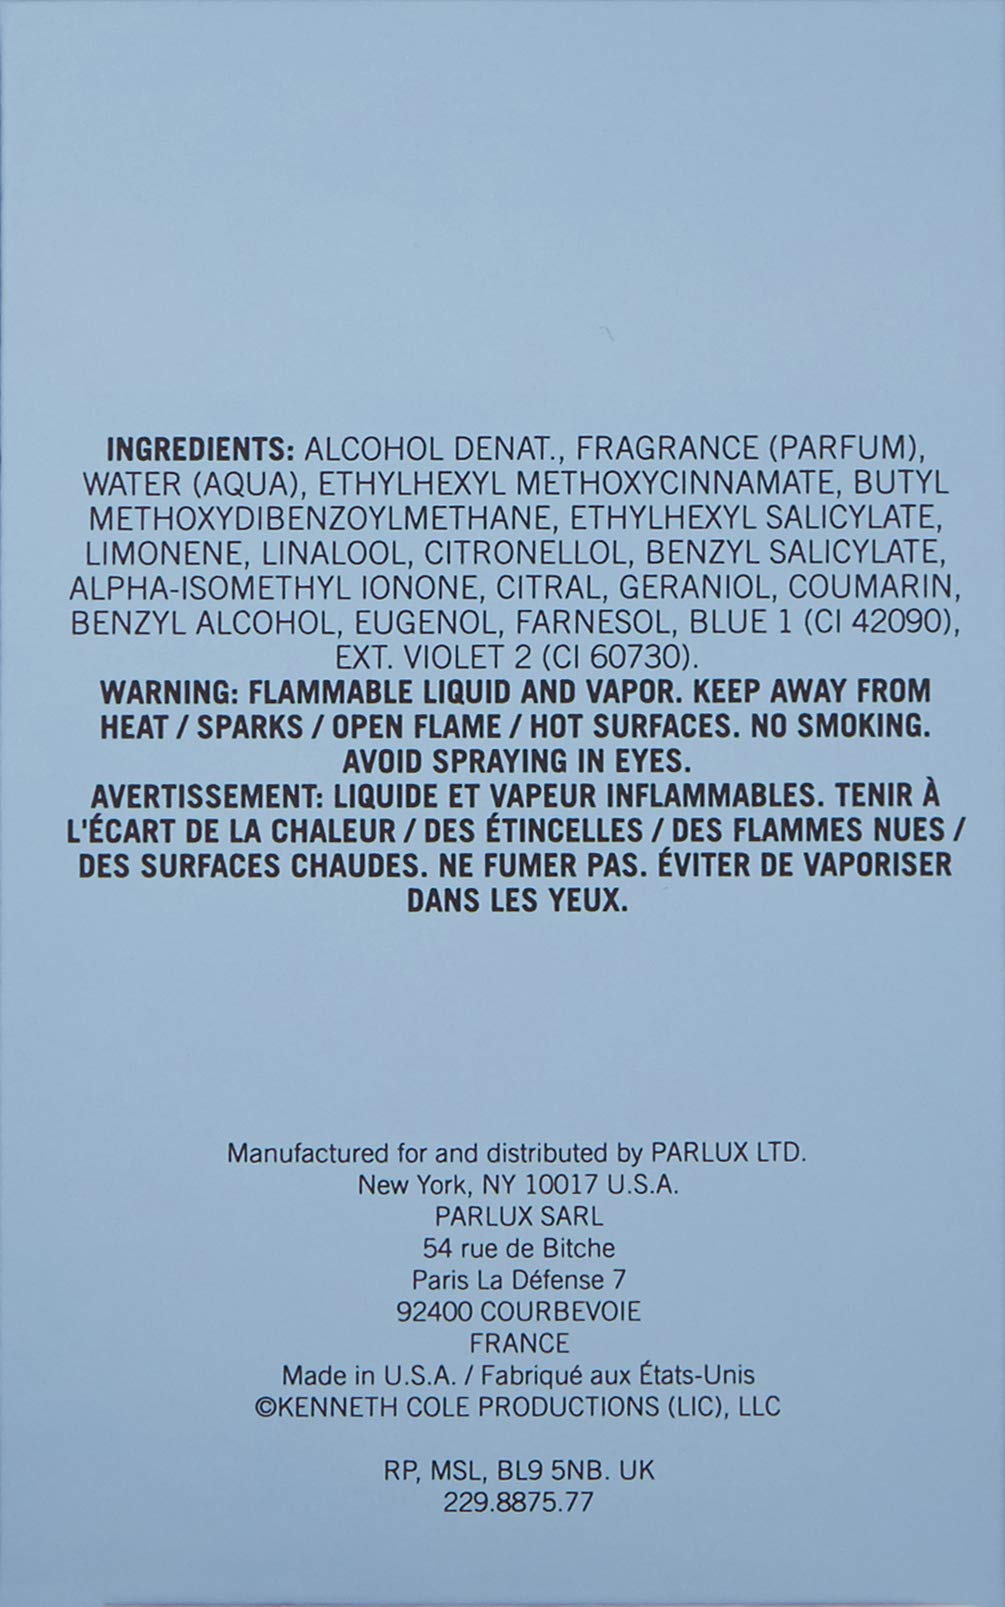 INGREDIENTS: ALCOHOL DENAT., FRAGRANCE (PARFUM),
WATER (AQUA), ETHYLHEXYL METHOXYCINNAMATE, BUTYL
METHOXYDIBENZOYLMETHANE, ETHYLHEXYL SALICYLATE,
LIMONENE, LINALOOL, CITRONELLOL, BENZYL SALICYLATE,
ALPHA-ISOMETHYL IONONE, CITRAL, GERANIOL, COUMARIN,
BENZYL ALCOHOL, EUGENOL, FARNESOL, BLUE 1 (CI 42090),
EXT. VIOLET 2 (CI 60730).
WARNING: FLAMMABLE LIQUID AND VAPOR. KEEP AWAY FROM
HEAT / SPARKS / OPEN FLAME / HOT SURFACES. NO SMOKING.
AVOID SPRAYING IN EYES.
AVERTISSEMENT: LIQUIDE ET VAPEUR INFLAMMABLES. TENIR À
L'ÉCART DE LA CHALEUR / DES ÉTINCELLES / DES FLAMMES NUES /
DES SURFACES CHAUDES. NE FUMER PAS. ÉVITER DE VAPORISER
DANS LES YEUX.
Manufactured for and distributed by PARLUX LTD.
New York, NY 10017 U.S.A.
PARLUX SARL
54 rue de Bitche
Paris La Défense 7
92400 COURBEVOIE
FRANCE
Made in U.S.A. / Fabriqué aux États-Unis
©KENNETH COLE PRODUCTIONS (LIC), LLC
RP, MSL, BL9 5NB. UK
229.8875.77